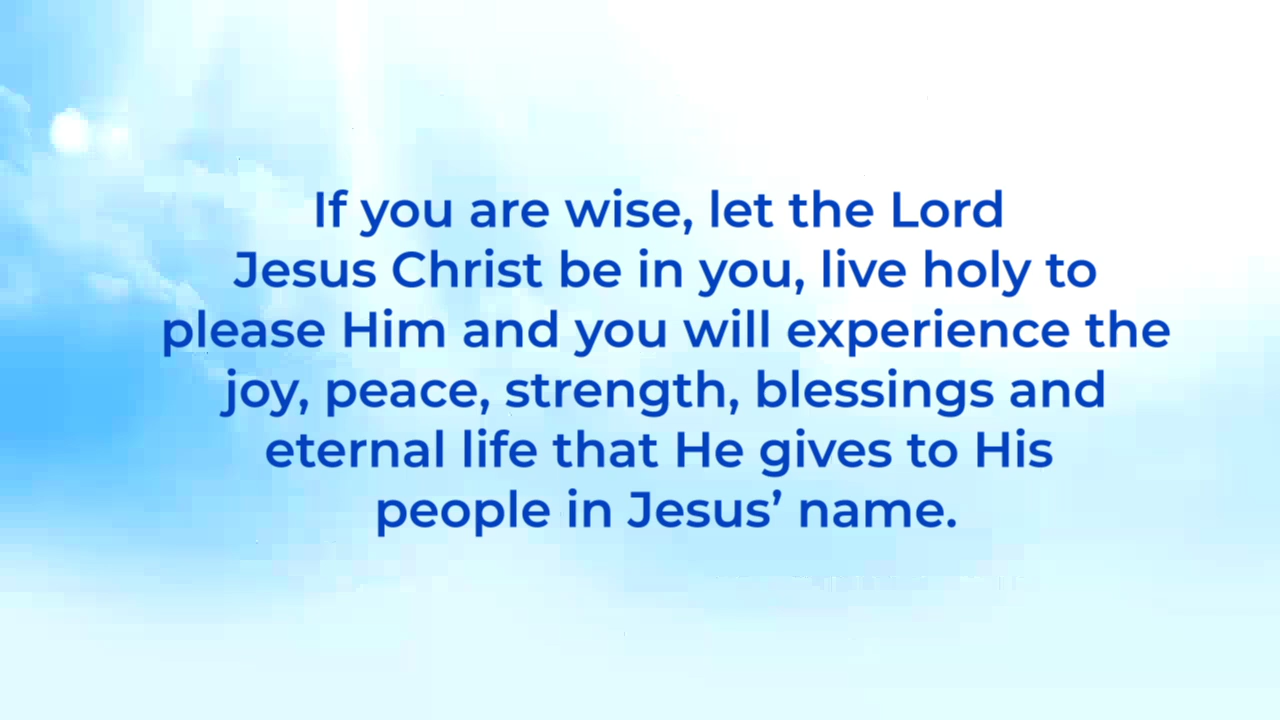 If you are wise, let the Lord
Jesus Christ be in you, live holy to
please Him and you will experience the
joy, peace, strength, blessings and
eternal life that He gives to His
people in Jesus’ name.